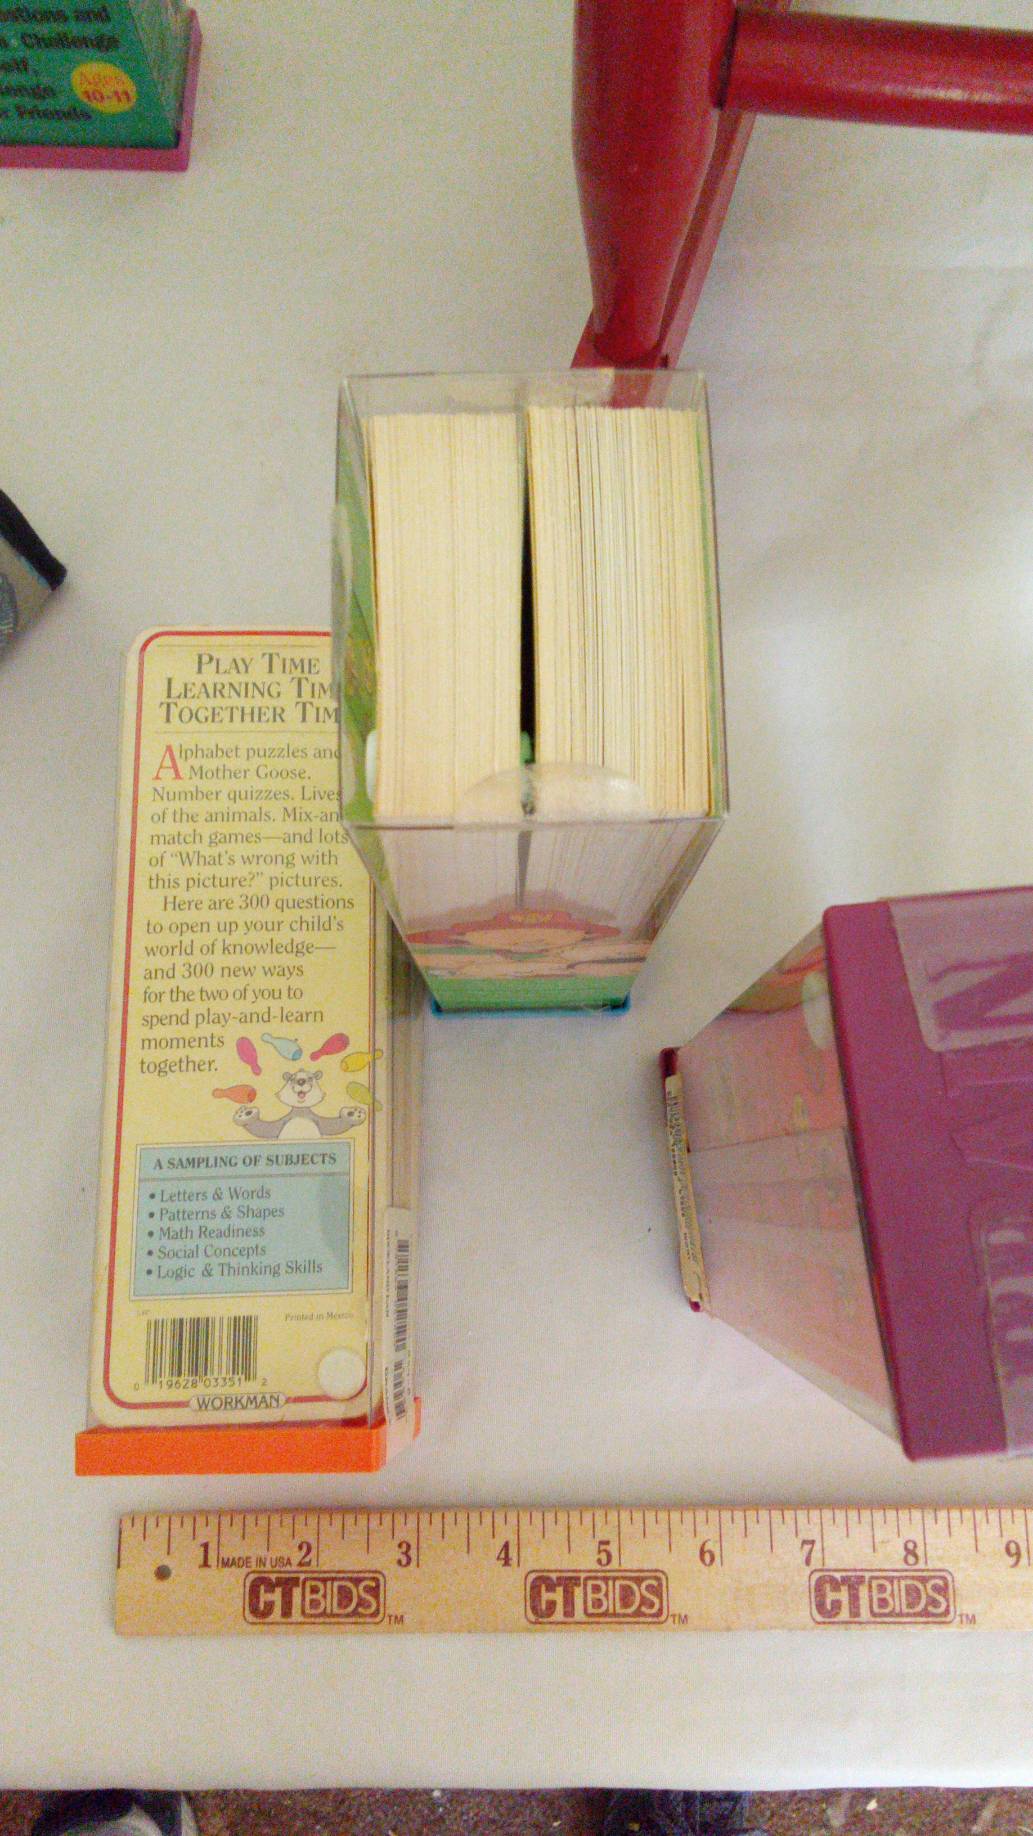 Challenge
Ages
10-11
Friends
PLAY TIME
LEARNING TIM
TOGETHER TIM
Alphabet puzzles and
Mother Goose.
Number quizzes. Lives
of the animals. Mix-an
match games—and lots
of “What's wrong with
this picture?” pictures.
Here are 300 questions
to open up your child's
world of knowledge—
and 300 new ways
for the two of you to
spend play-and-learn
moments
together.
A SAMPLING OF SUBJECTS
• Letters & Words
• Patterns & Shapes
• Math Readiness
• Social Concepts
• Logic & Thinking Skills
Printed in Mexico
0 19628 03351 2
WORKMAN
1 MADE IN USA 2 3 4 5 6 7 8 9
CTBIDS™ CTBIDS™ CTBIDS™